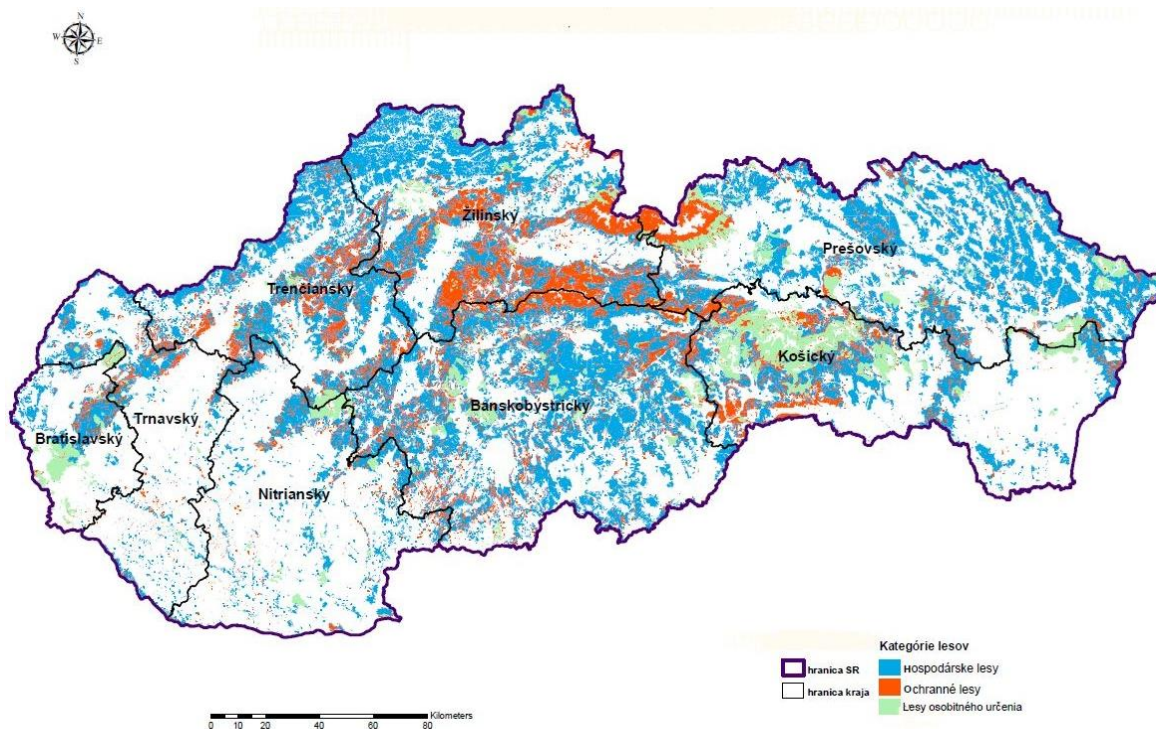 N
W E
S
Žilinský
Prešovský
Trenčiansky
Košický
Banskobystrický
Trnavský
Bratislavský
Nitriansky
Kategórie lesov
hranica SR
Hospodárske lesy
hranica kraja
Ochranné lesy
Lesy osobitného určenia
Kilometers
0 10 20 40 60 80